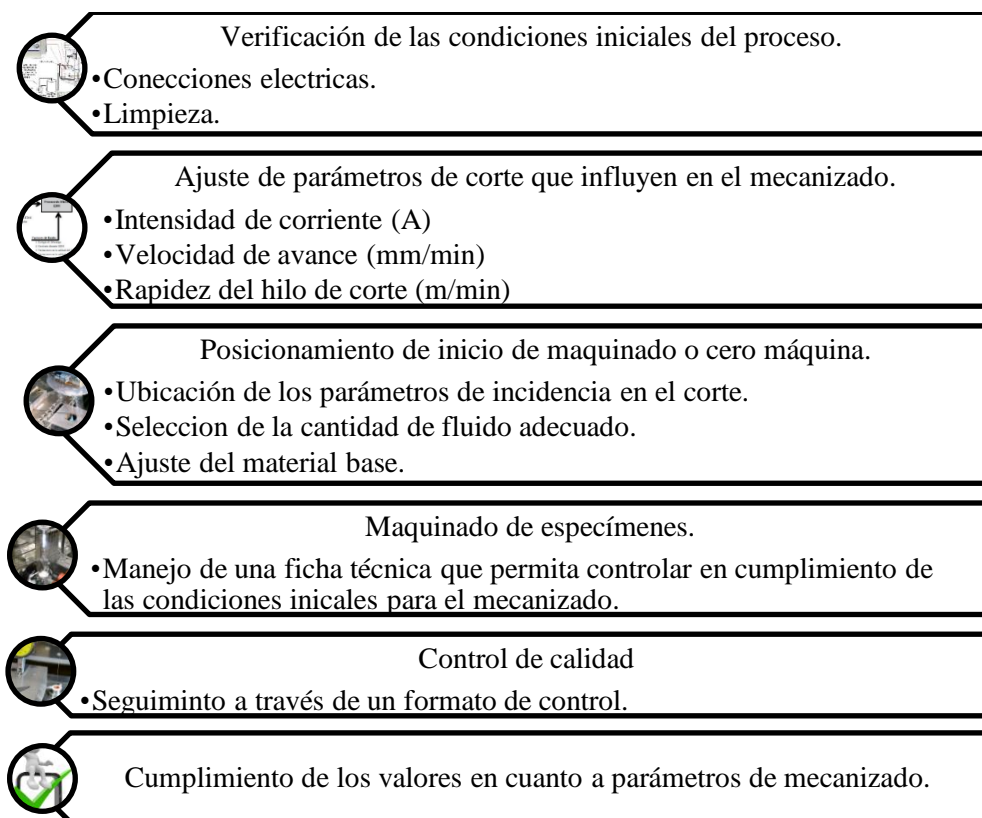 Verificación de las condiciones iniciales del proceso.
•Conecciones electricas.
•Limpieza.
Ajuste de parámetros de corte que influyen en el mecanizado.
•Intensidad de corriente (A)
•Velocidad de avance (mm/min)
•Rapidez del hilo de corte (m/min)
Posicionamiento de inicio de maquinado o cero máquina.
•Ubicación de los parámetros de incidencia en el corte.
•Seleccion de la cantidad de fluido adecuado.
•Ajuste del material base.
Maquinado de especímenes.
•Manejo de una ficha técnica que permita controlar en cumplimiento de
las condiciones inicales para el mecanizado.
Control de calidad
•Seguiminto a través de un formato de control.
Cumplimiento de los valores en cuanto a parámetros de mecanizado.